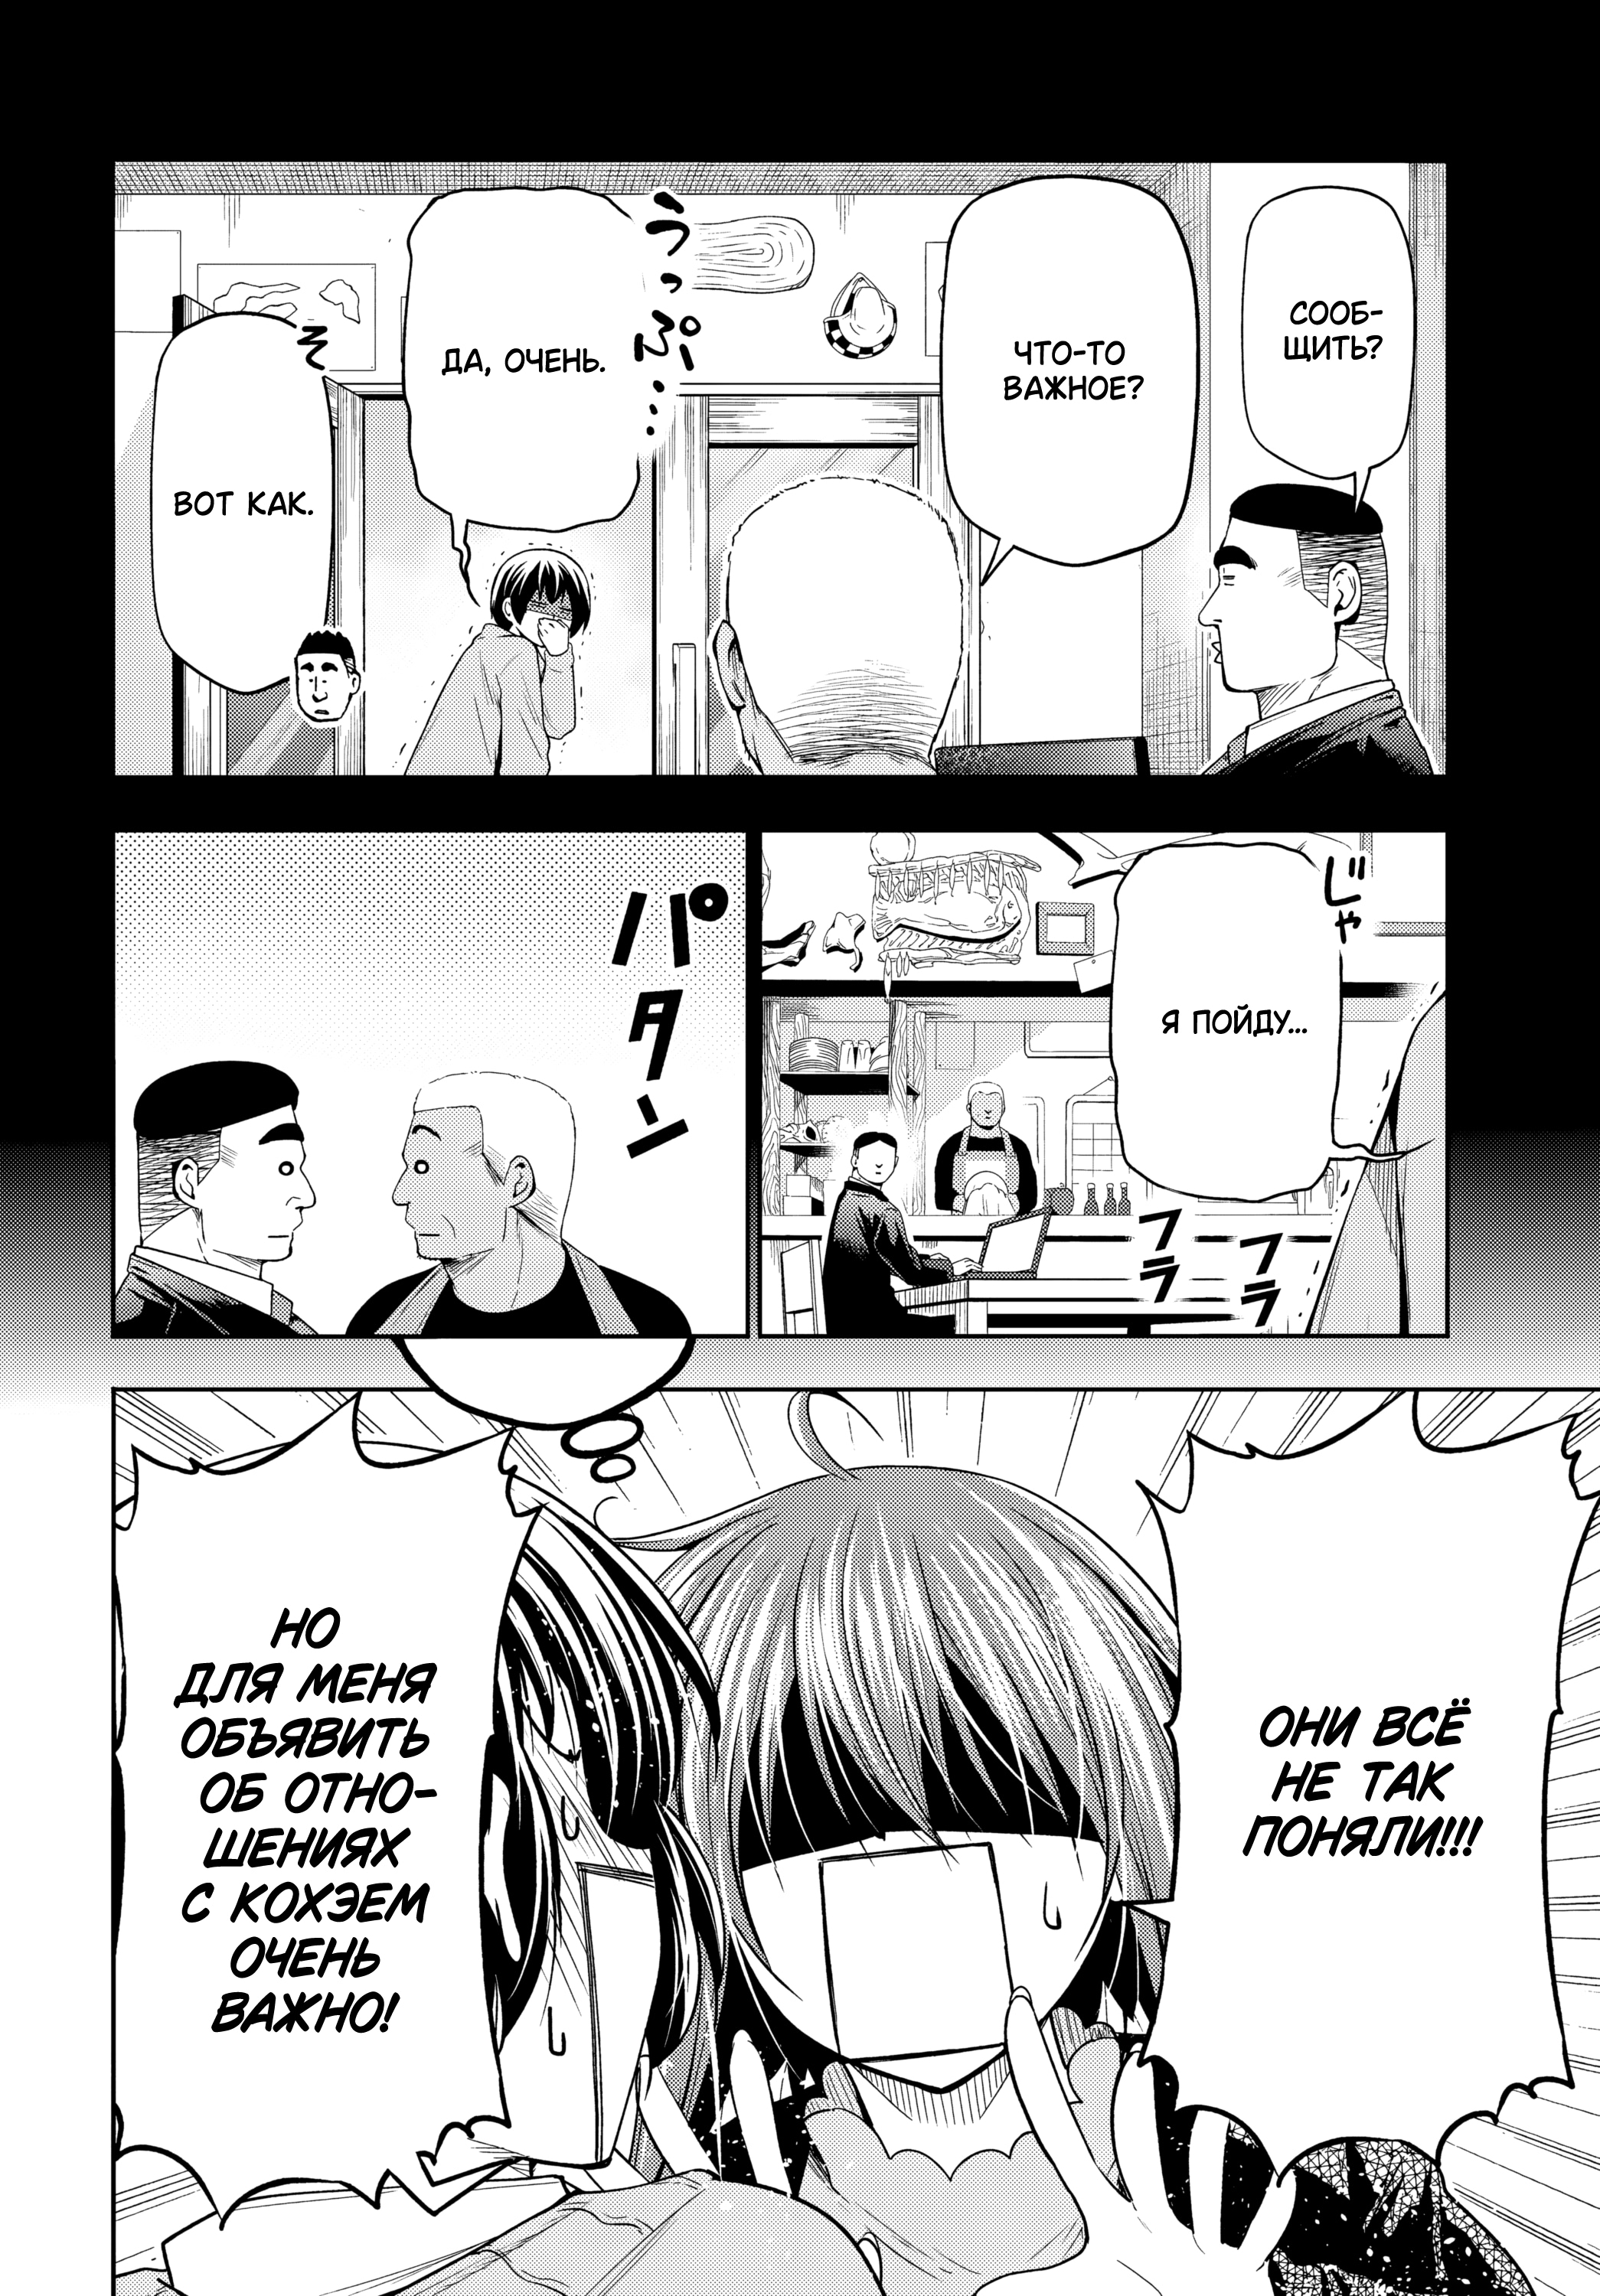 СООБ-
ЩИТЬ?
ЧТО-ТО
ВАЖНОЕ?
うっぷ…
ДА, ОЧЕНЬ.
そ
ВОТ КАК.
じゃ
Я ПОЙДУ...
フラ
フラ
パタン
ОНИ ВСЁ
НЕ ТАК
ПОНЯЛИ!!!
НО
ДЛЯ МЕНЯ
ОБЪЯВИТЬ
ОБ ОТНО-
ШЕНИЯХ
С КОХЭЕМ
ОЧЕНЬ
ВАЖНО!